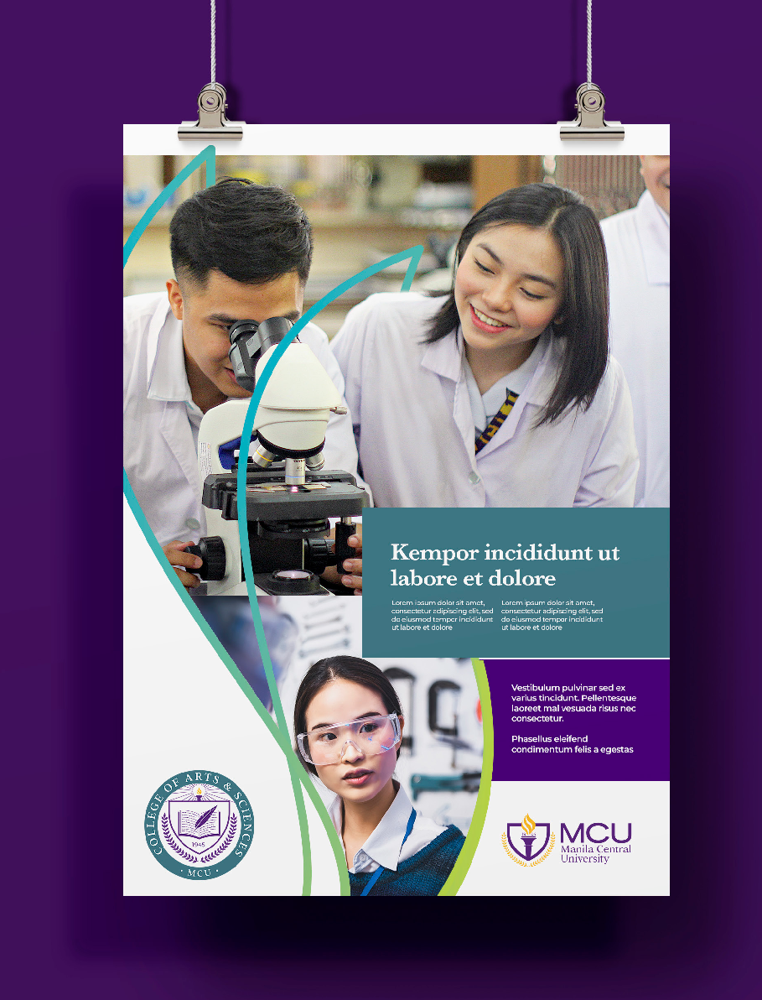 Kempor incididunt ut
labore et dolore
Lorem ipsum dolor sit amet,
consectetur adipiscing elit, sed
do eiusmod tempor incididunt
ut labore et dolore
Lorem ipsum dolor sit amet,
consectetur adipiscing elit, sed
do eiusmod tempor incididunt
ut labore et dolore
Vestibulum pulvinar sed ex
varius tincidunt. Pellentesque
laoreet mal vesuada risus nec
consectetur.
Phasellus eleifend
condimentum felis a egestas
COLLEGE OF ARTS & SCIENCES
1945
· MCU ·
MCU
Manila Central
University